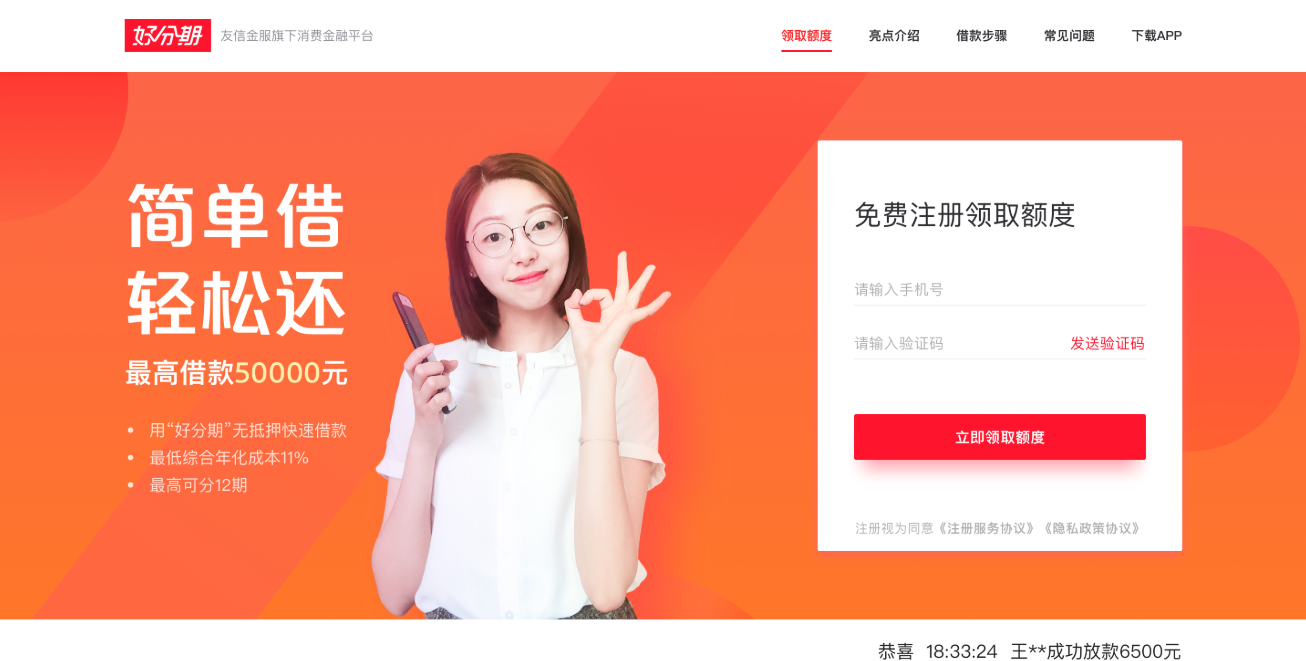 好分期 友信金服旗下消费金融平台 领取额度 亮点介绍 借款步骤 常见问题 下载APP
简单借
轻松还
最高借款50000元
• 用“好分期”无抵押快速借款
• 最低综合年化成本11%
• 最高可分12期
免费注册领取额度
请输入手机号
请输入验证码 发送验证码
立即领取额度
注册视为同意《注册服务协议》《隐私政策协议》
恭喜 18:33:24 王**成功放款6500元